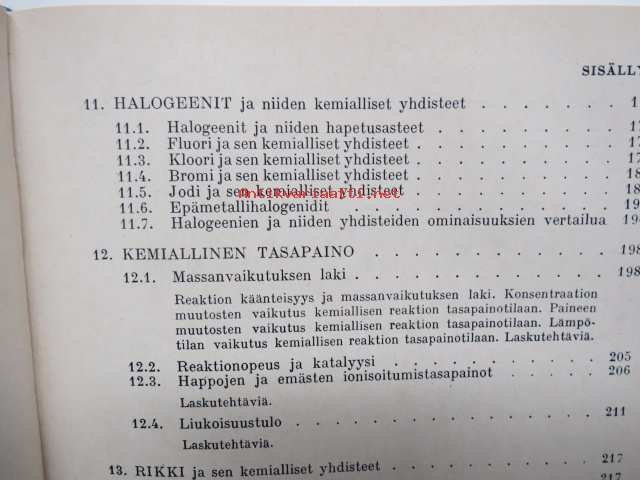 SISÄLLY
11. HALOGEENIT ja niiden kemialliset yhdisteet . . . . . . .
11.1. Halogeenit ja niiden hapetusasteet . . . . . . . . .
11.2. Fluori ja sen kemialliset yhdisteet . . . . . . . . .
11.3. Kloori ja sen kemialliset yhdisteet . . . . . . . . .
11.4. Bromi ja sen kemialliset yhdisteet . . . . . . . . .
11.5. Jodi ja sen kemialliset yhdisteet . . . . . . . . .
Antikvariaatti.net
11.6. Epämetallihalogenidit . . . . . . . . . . .
11.7. Halogeenien ja niiden yhdisteiden ominaisuuksien vertailua
12. KEMIALLINEN TASAPAINO . . . . . . . . . . . 198
12.1. Massanvaikutuksen laki . . . . . . . . . . . 198
Reaktion käänteisyys ja massanvaikutuksen laki. Konsentraation
muutosten vaikutus kemiallisen reaktion tasapainotilaan. Paineen
muutosten vaikutus kemiallisen reaktion tasapainotilaan. Lämpö-
tilan vaikutus kemiallisen reaktion tasapainotilaan. Laskutehtäviä.
12.2. Reaktionopeus ja katalyysi . . . . . . . . . . 205
12.3. Happojen ja emästen ionisoitumistasapainot . . . . . 206
Laskutehtäviä.
12.4. Liukoisuustulo . . . . . . . . . . . . . 211
Laskutehtäviä.
13. RIKKI ja sen kemialliset yhdisteet . . . . . . . . . . 217
217